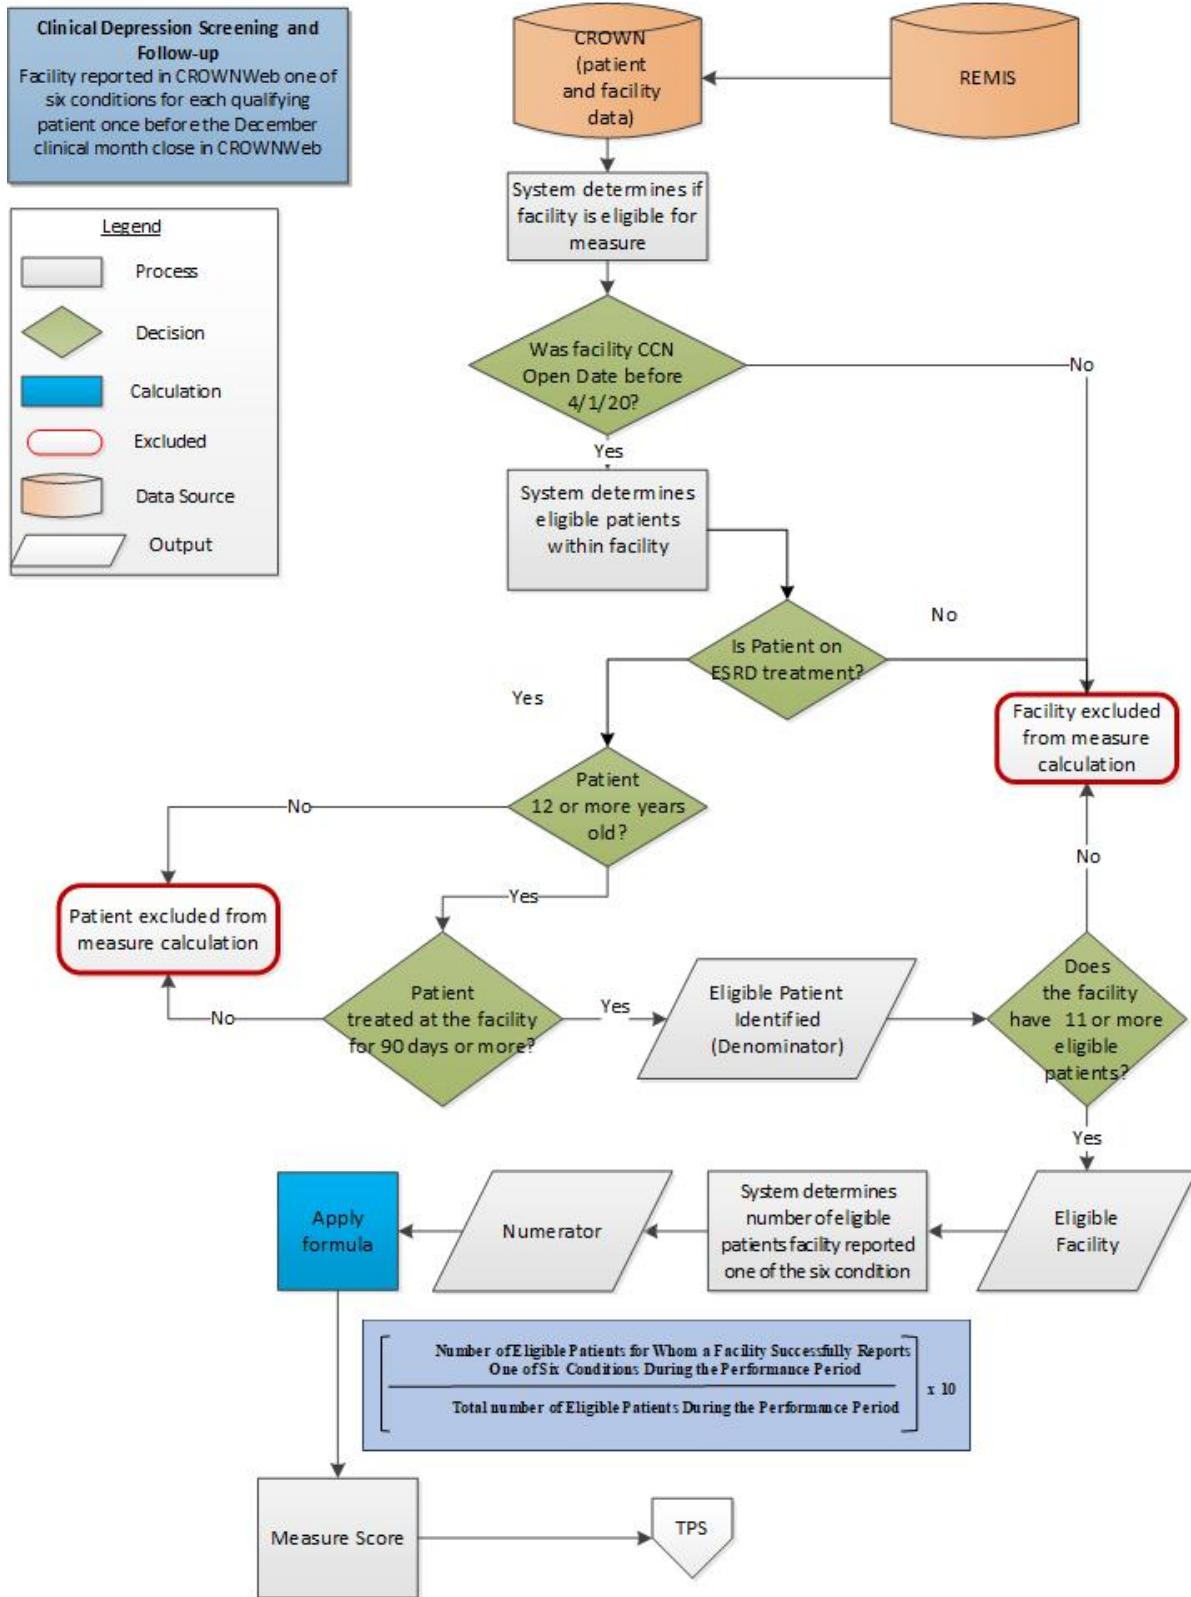 Clinical Depression Screening and
Follow-up
Facility reported in CROWNWeb one of
six conditions for each qualifying
patient once before the December
clinical month close in CROWNWeb
CROWN
(patient
and facility
data)
REMIS
Legend
Process
Decision
Calculation
Excluded
Data Source
Output
System determines if
facility is eligible for
measure
Was facility CCN
Open Date before
4/1/20?
No
Yes
System determines
eligible patients
within facility
Is Patient on
ESRD treatment?
No
Yes
Facility excluded
from measure
calculation
Patient
12 or more years
old?
No
Yes
Patient excluded from
measure calculation
Patient
treated at the facility
for 90 days or more?
No
Yes
Eligible Patient
Identified
(Denominator)
Does
the facility
have 11 or more
eligible
patients?
No
Yes
Eligible
Facility
System determines
number of eligible
patients facility reported
one of the six condition
Numerator
Apply
formula
Number of Eligible Patients for Whom a Facility Successfully Reports
One of Six Conditions During the Performance Period
Total number of Eligible Patients During the Performance Period
x 10
Measure Score
TPS